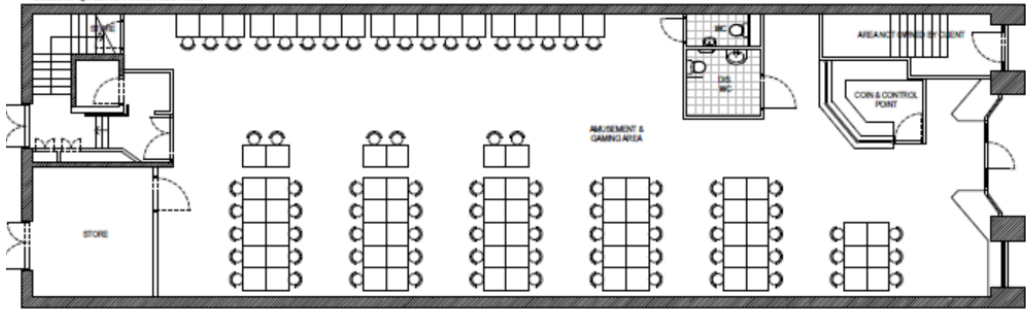 STORE
WC
AREA NOT OWNED BY CLIENT
DIS.
WC
COIN & CONTROL
POINT
AMUSEMENT &
GAMING AREA
STORE